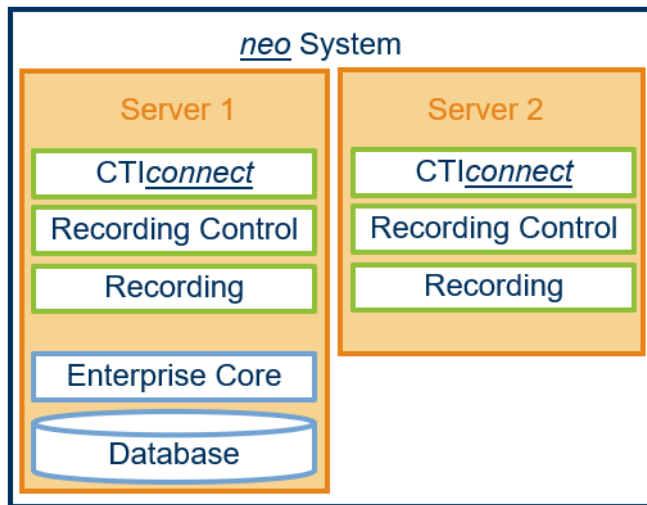 neo System
Server 1
CTIconnect
Recording Control
Recording
Enterprise Core
Database
Server 2
CTIconnect
Recording Control
Recording